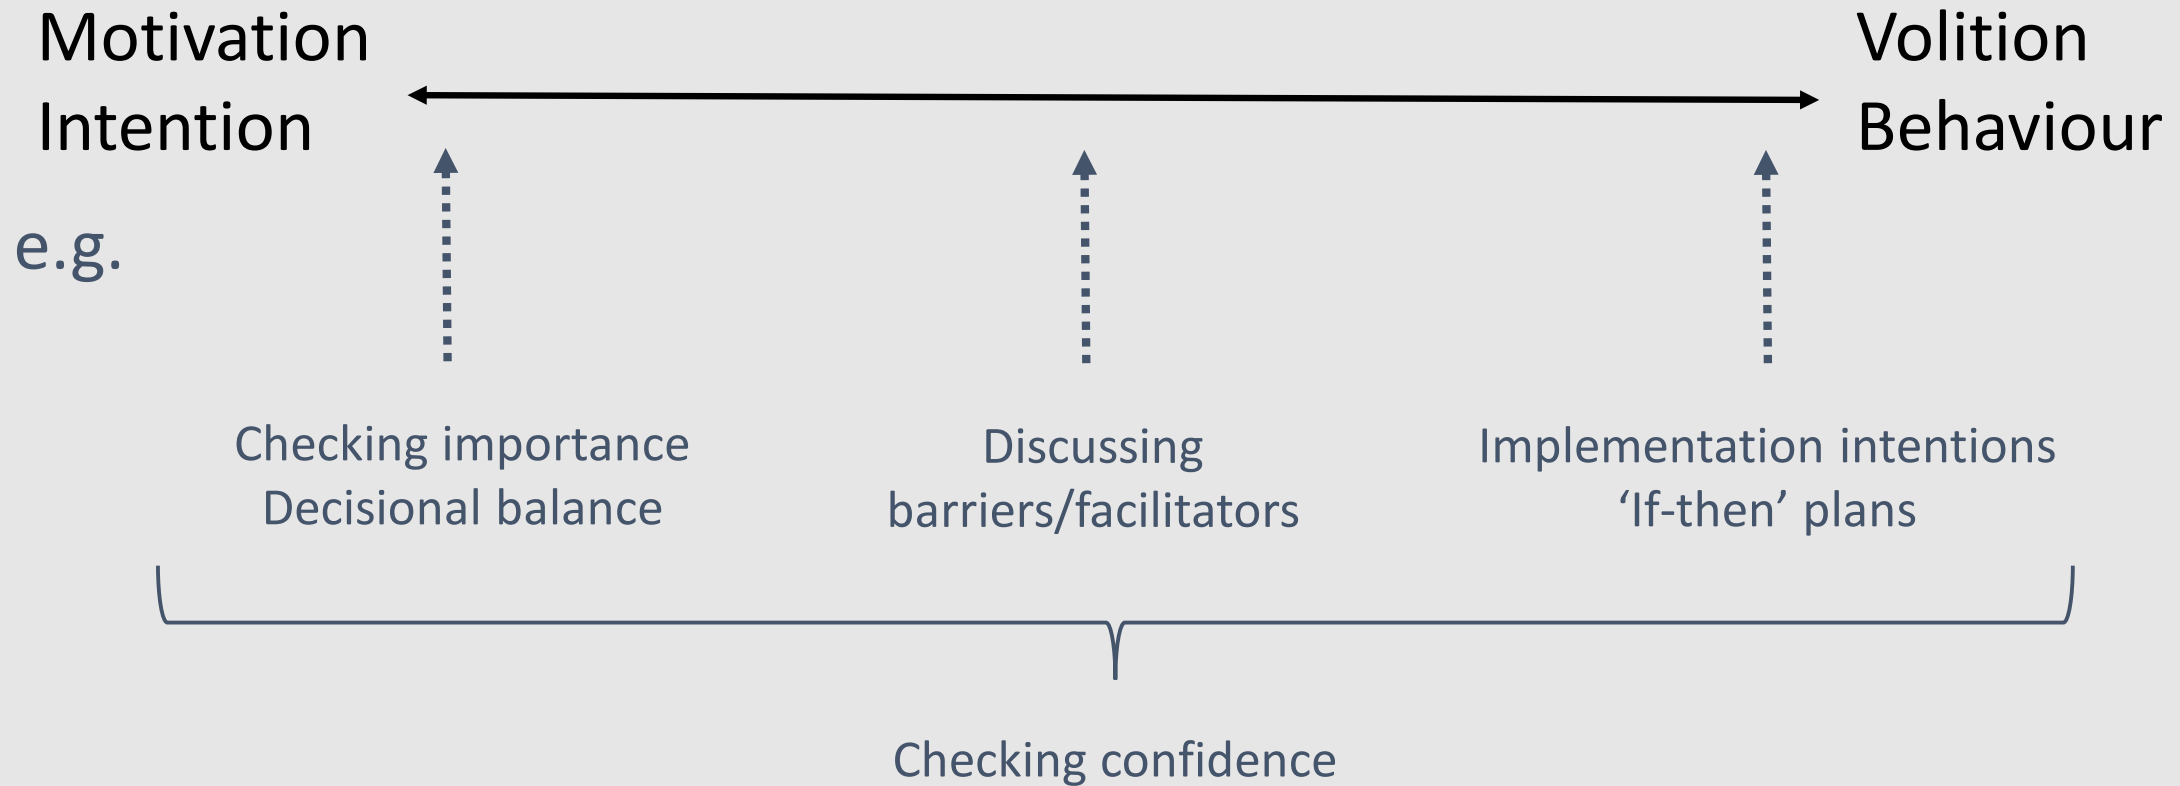 Motivation
Intention
Volition
Behaviour
e.g.
Checking importance
Decisional balance
Discussing
barriers/facilitators
Implementation intentions
‘If-then’ plans
Checking confidence